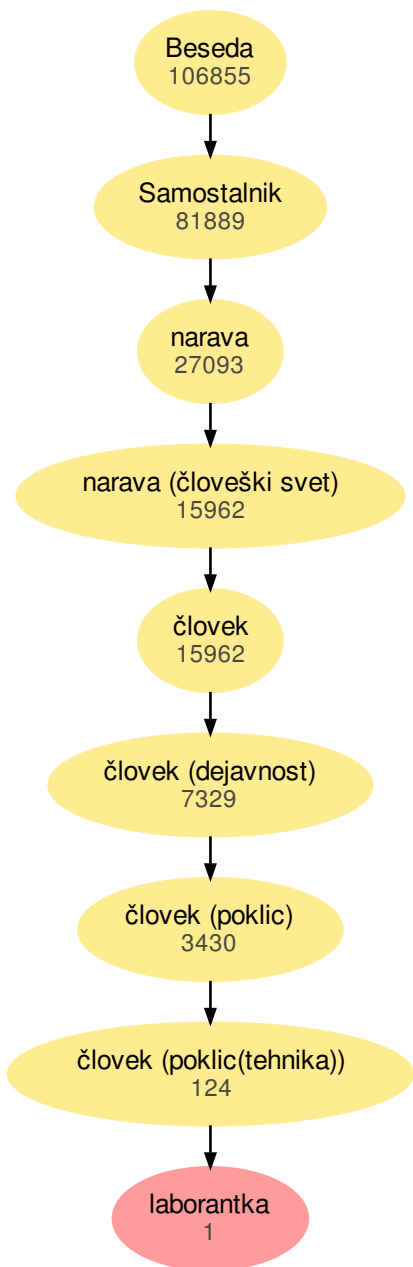 Beseda
106855
Samostalnik
81889
narava
27093
narava (človeški svet)
15962
človek
15962
človek (dejavnost)
7329
človek (poklic)
3430
človek (poklic(tehnika))
124
laborantka
1